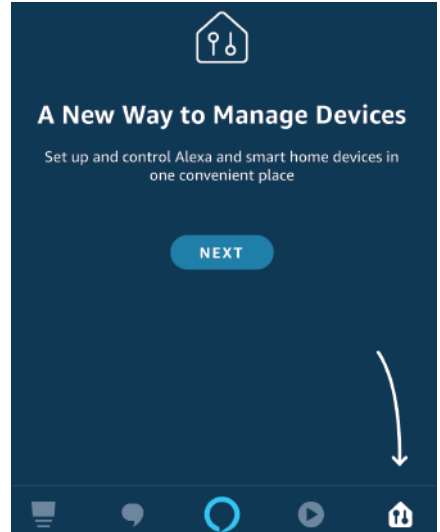 A New Way to Manage Devices
Set up and control Alexa and smart home devices in
one convenient place
NEXT